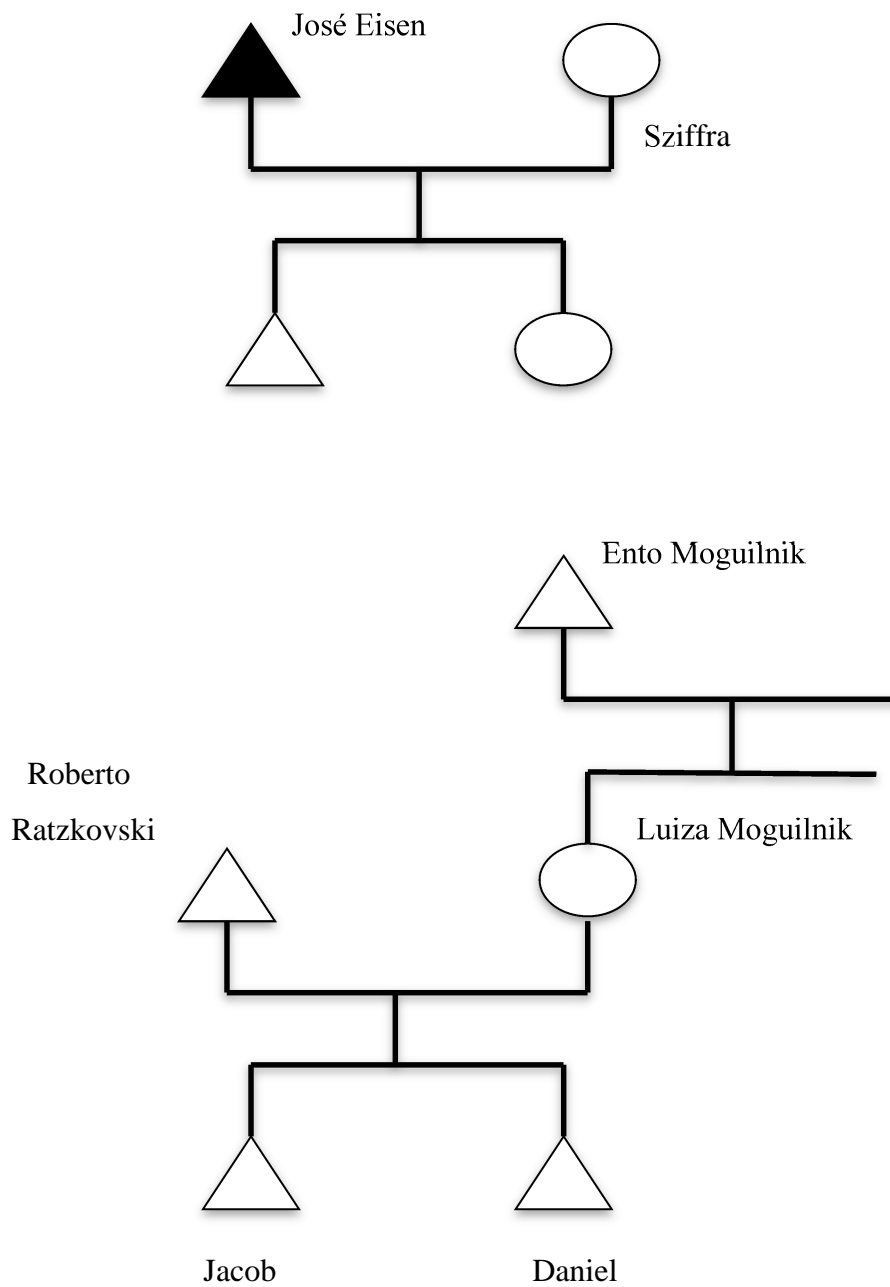 José Eisen
Sziffra
Ento Moguilnik
Roberto
Ratzkovski
Luiza Moguilnik
Jacob
Daniel